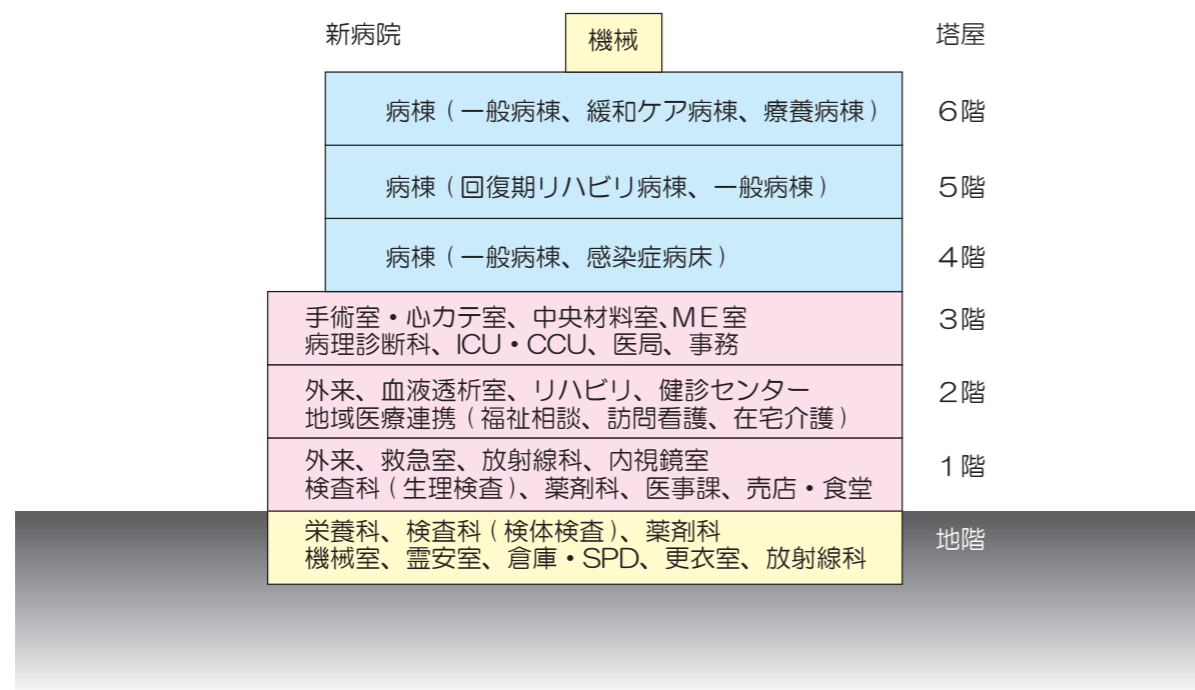 新病院 機械 塔屋
病棟(一般病棟、緩和ケア病棟、療養病棟) 6階
病棟(回復期リハビリ病棟、一般病棟) 5階
病棟(一般病棟、感染症病床) 4階
手術室・心カテ室、中央材料室、ME室 3階
病理診断科、ICU・CCU、医局、事務
外来、血液透析室、リハビリ、健診センター 2階
地域医療連携(福祉相談、訪問看護、在宅介護)
外来、救急室、放射線科、内視鏡室 1階
検査科(生理検査)、薬剤科、医事課、売店・食堂
栄養科、検査科(検体検査)、薬剤科 地階
機械室、霊安室、倉庫・SPD、更衣室、放射線科